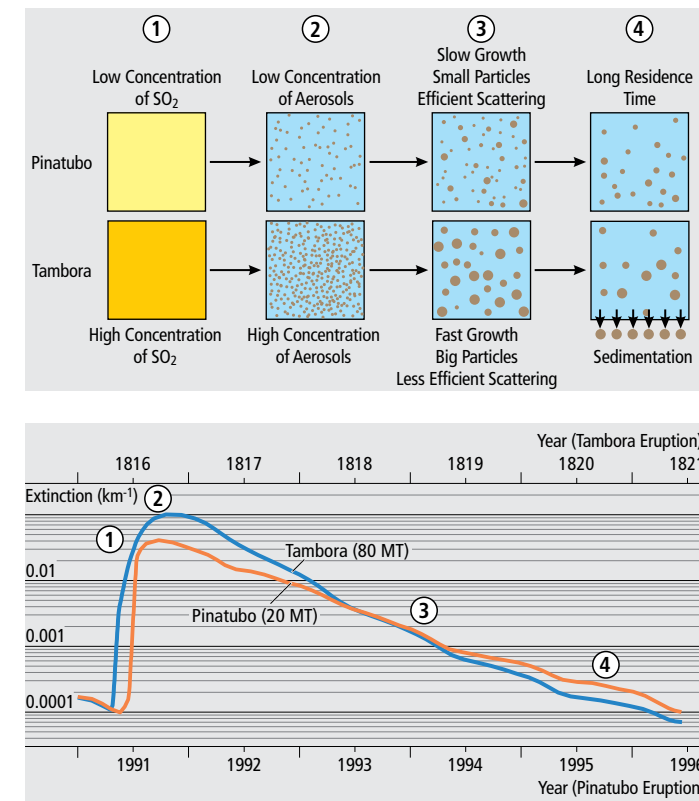 1 2 3 4
Low Concentration
of SO₂
Low Concentration
of Aerosols
Slow Growth
Small Particles
Efficient Scattering
Long Residence
Time
Pinatubo
Tambora
High Concentration
of SO₂
High Concentration
of Aerosols
Fast Growth
Big Particles
Less Efficient Scattering
Sedimentation
Year (Tambora Eruption)
1816 1817 1818 1819 1820 1821
Extinction (km⁻¹)
2
1
Tambora (80 MT)
0.01
Pinatubo (20 MT)
3
0.001
4
0.0001
1991 1992 1993 1994 1995 1996
Year (Pinatubo Eruption)